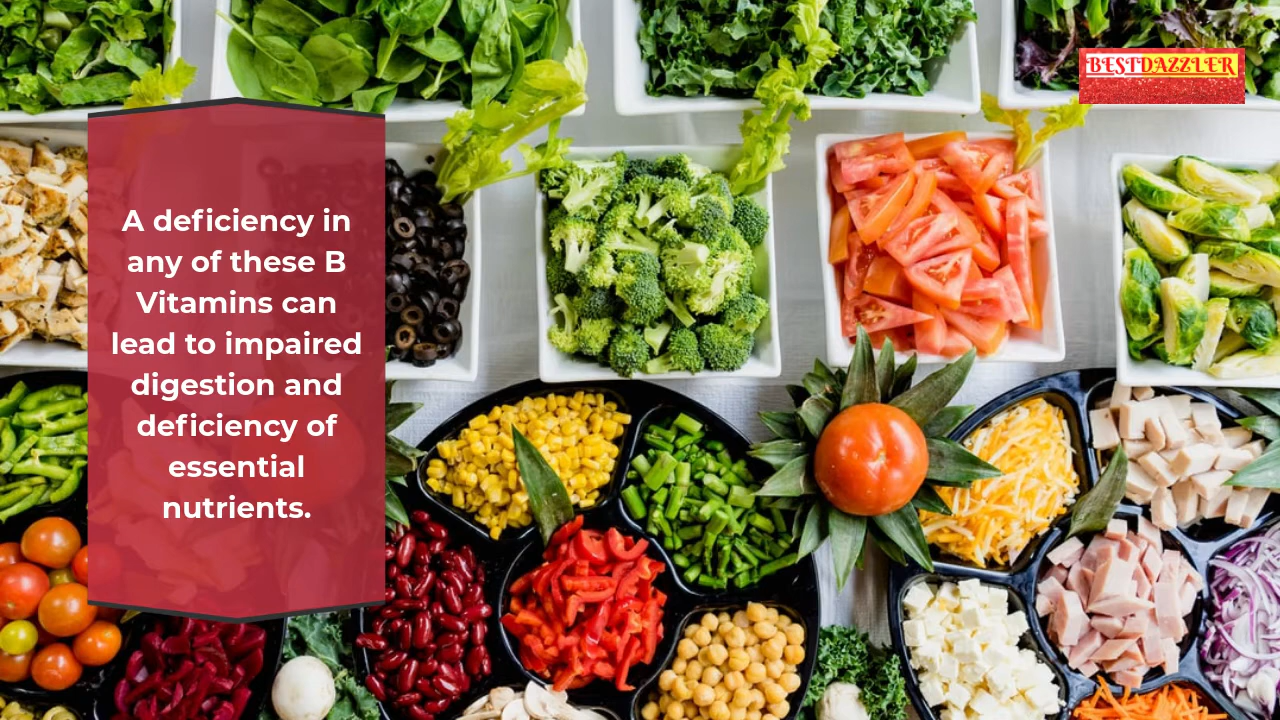 BESTDAZZLER
A deficiency in
any of these B
Vitamins can
lead to impaired
digestion and
deficiency of
essential
nutrients.